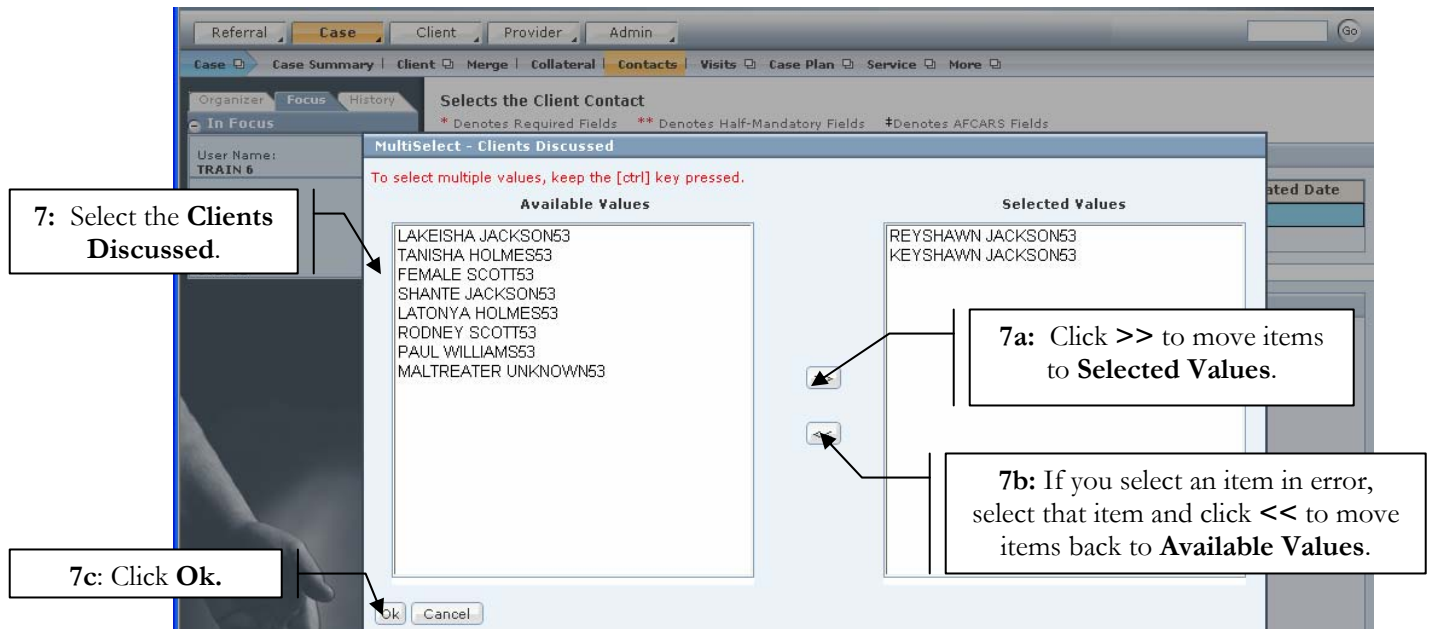 Referral Case Client Provider Admin Go
Case Case Summary | Client Merge | Collateral | Contacts | Visits Case Plan Service More
Organizer Focus History
Selects the Client Contact
In Focus
* Denotes Required Fields ** Denotes Half-Mandatory Fields ‡Denotes AFCARS Fields
User Name:
TRAIN 6
MultiSelect - Clients Discussed
To select multiple values, keep the [ctrl] key pressed.
Available Values
Selected Values
ated Date
7: Select the Clients
Discussed.
LAKEISHA JACKSON53
TANISHA HOLMES53
FEMALE SCOTT53
SHANTE JACKSON53
LATONYA HOLMES53
RODNEY SCOTT53
PAUL WILLIAMS53
MALTREATER UNKNOWN53
REYSHAWN JACKSON53
KEYSHAWN JACKSON53
7a: Click >> to move items
to Selected Values.
7b: If you select an item in error,
select that item and click << to move
items back to Available Values.
7c: Click Ok.
Ok Cancel